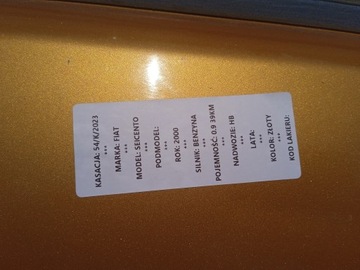 KASACJA: 54/K/2023
***
MARKA: FIAT
***
MODEL: SEICENTO
***
PODMODEL:
***
ROK: 2000
***
SILNIK: BENZYNA
***
POJEMNOŚĆ: 0.9 39KM
***
NADWOZIE: HB
***
LATA:
***
KOLOR: ZŁOTY
***
KOD LAKIERU: